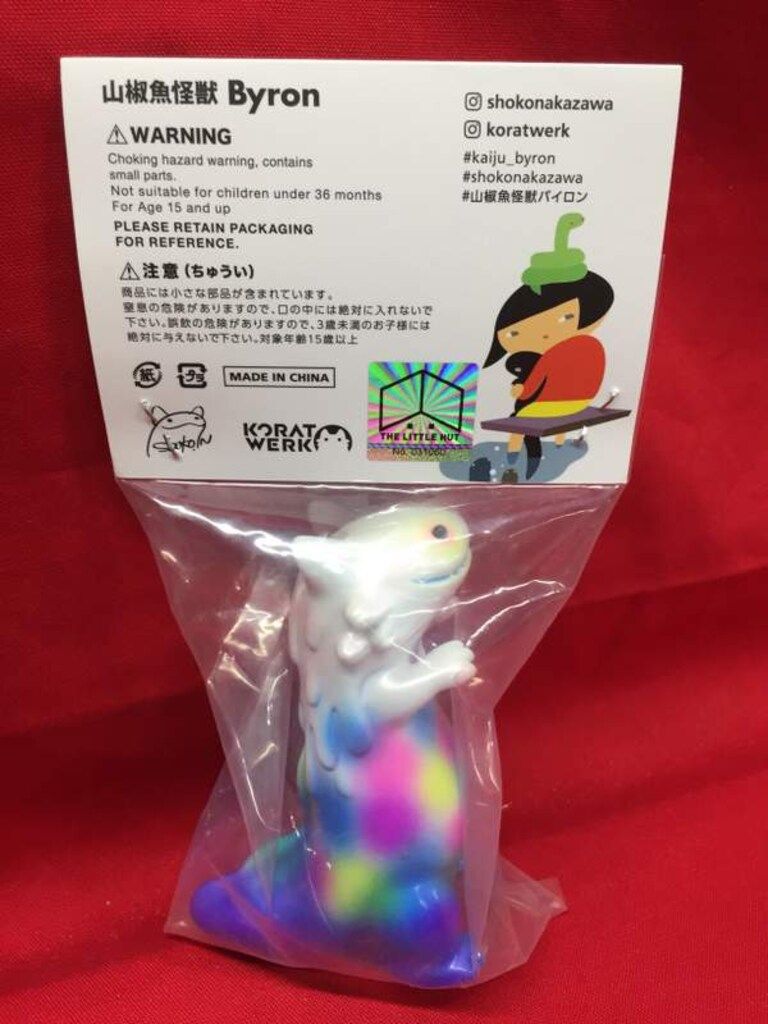 山椒魚怪獣 Byron
⚠WARNING
Choking hazard warning, contains
small parts.
Not suitable for children under 36 months
For Age 15 and up
PLEASE RETAIN PACKAGING
FOR REFERENCE.
⚠注意(ちゅうい)
商品には小さな部品が含まれています。
窒息の危険がありますので、口の中には絶対に入れないで
下さい。誤飲の危険がありますので、3歳未満のお子様には
絶対に与えないで下さい。対象年齢15歳以上
紙
プラ
MADE IN CHINA
KORAT
WERK
shokonakazawa
koratwerk
#kaiju_byron
#shokonakazawa
#山椒魚怪獣バイロン
THE LITTLE HUT
No. 031060